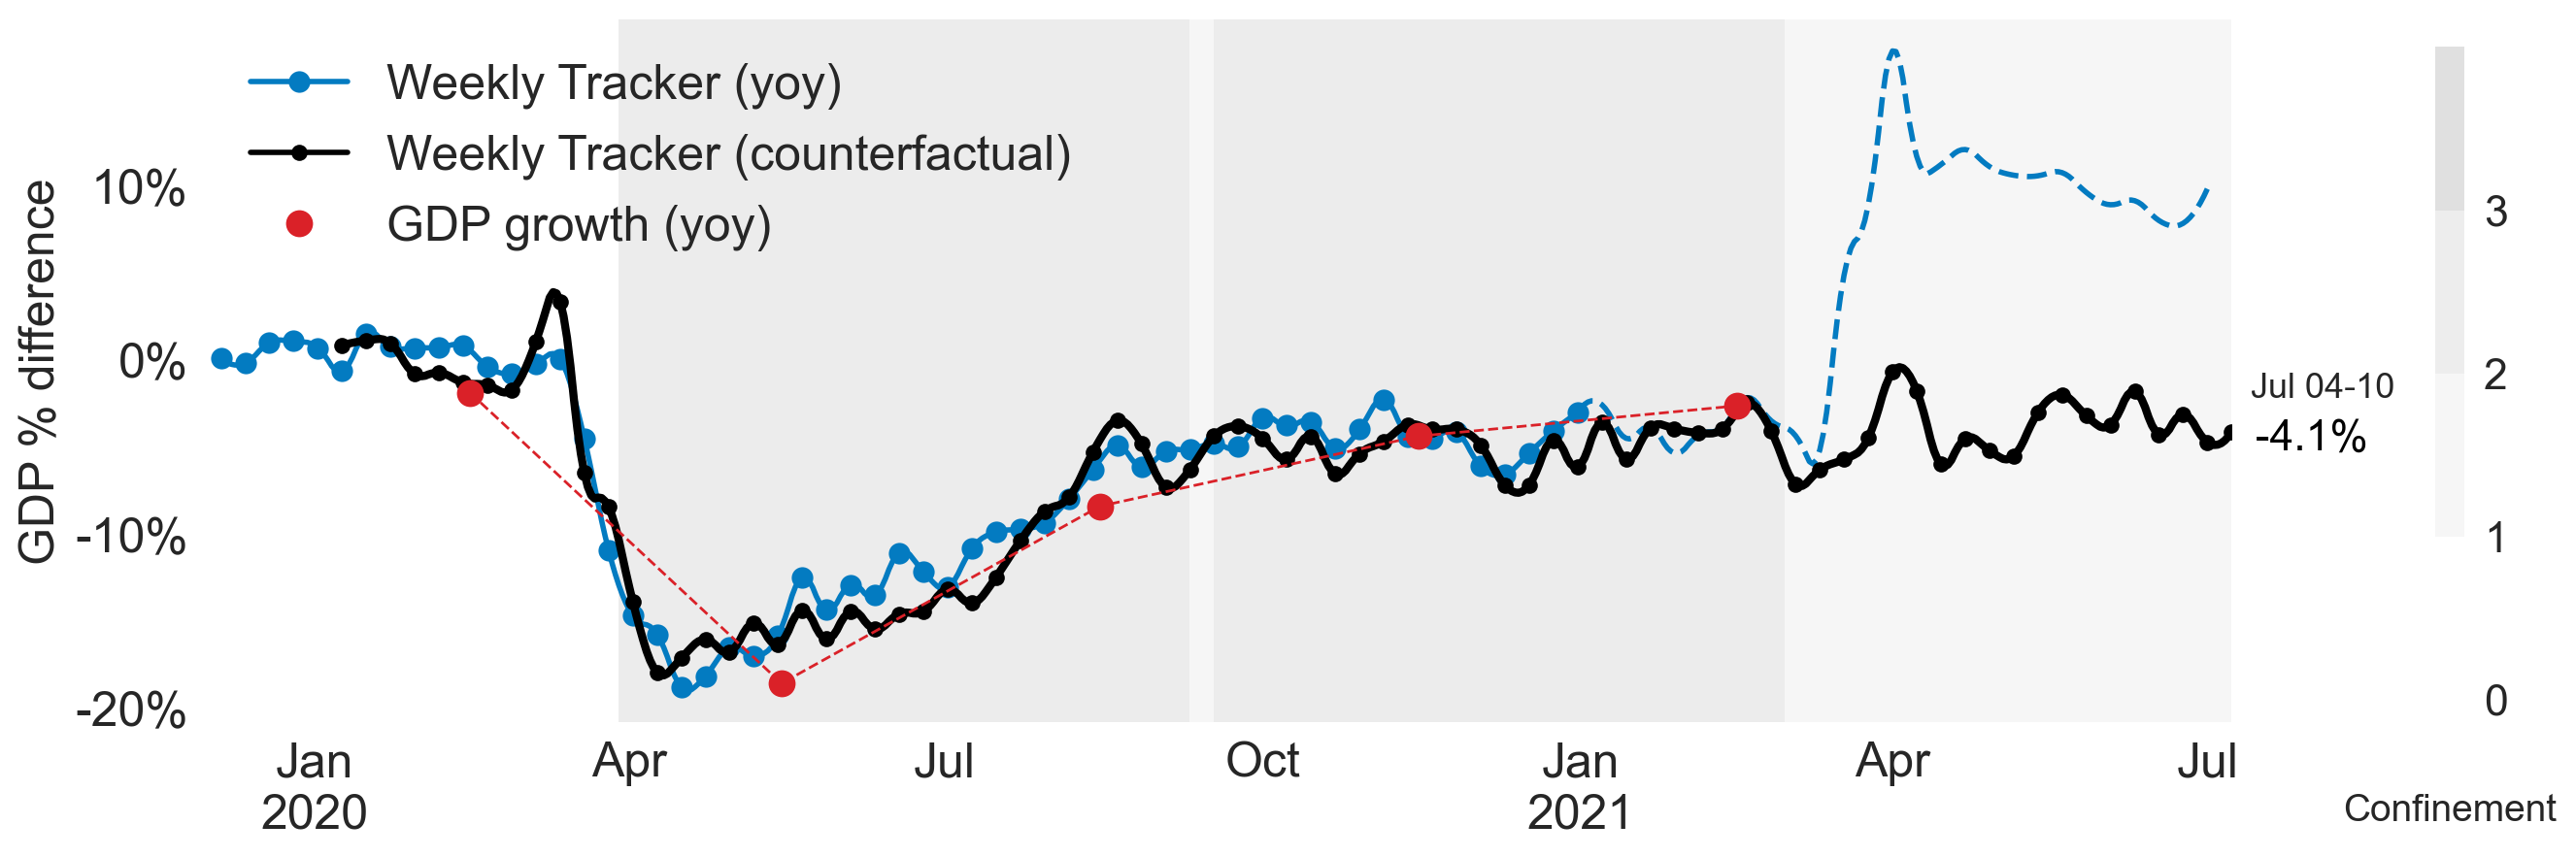 Weekly Tracker (yoy)
Weekly Tracker (counterfactual)
GDP growth (yoy)
GDP % difference
10%
0%
-10%
-20%
Jan
2020
Apr
Jul
Oct
Jan
2021
Apr
Jul
Jul 04-10
-4.1%
3
2
1
0
Confinement